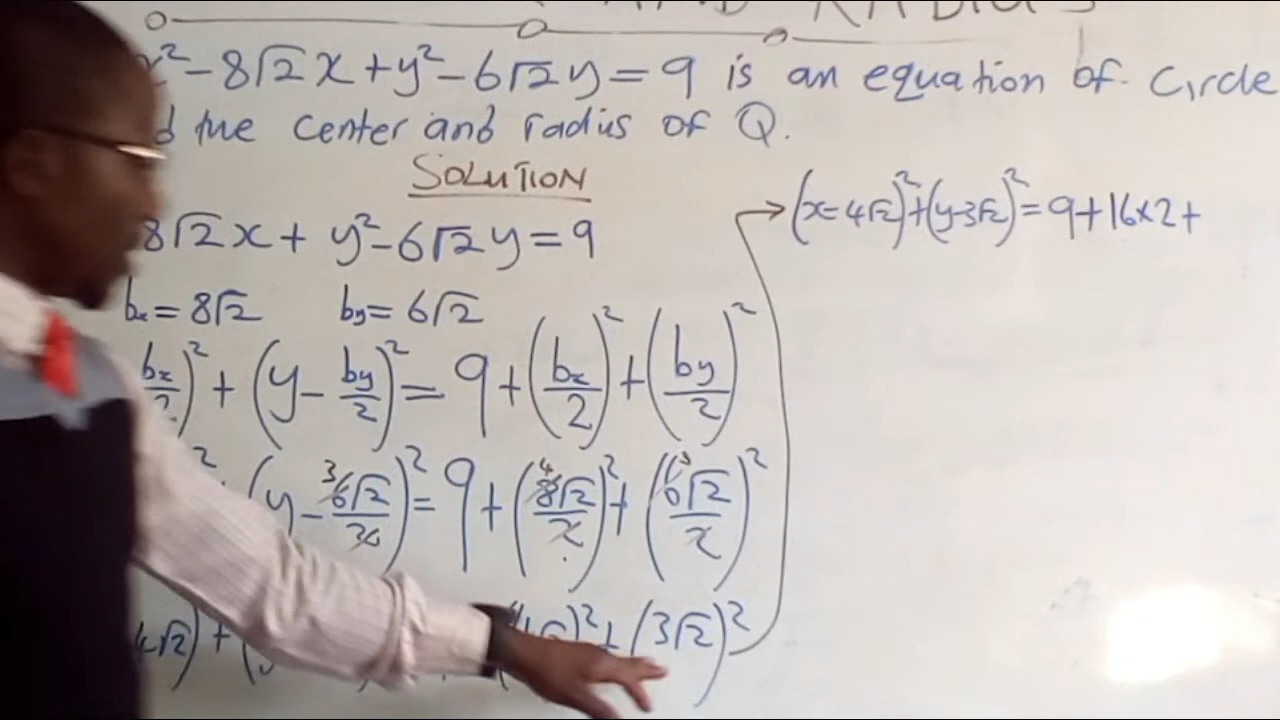 AND RADIUS
x² - 8√2x + y² - 6√2y = 9 is an equation of Circle
the center and radius of Q.
SOLUTION
8√2x + y² - 6√2y = 9
bₓ = 8√2 by = 6√2
bₓ/2)² + (y - by/2)² = 9 + (bₓ/2)² + (by/2)²
² (y - 6√2/2 3)² = 9 + (8√2/2 4)² + (6√2/2 3)²
4√2) + ( √2)² + (3√2)²
→ (x - 4√2)² + (y - 3√2)² = 9 + 16 × 2 +